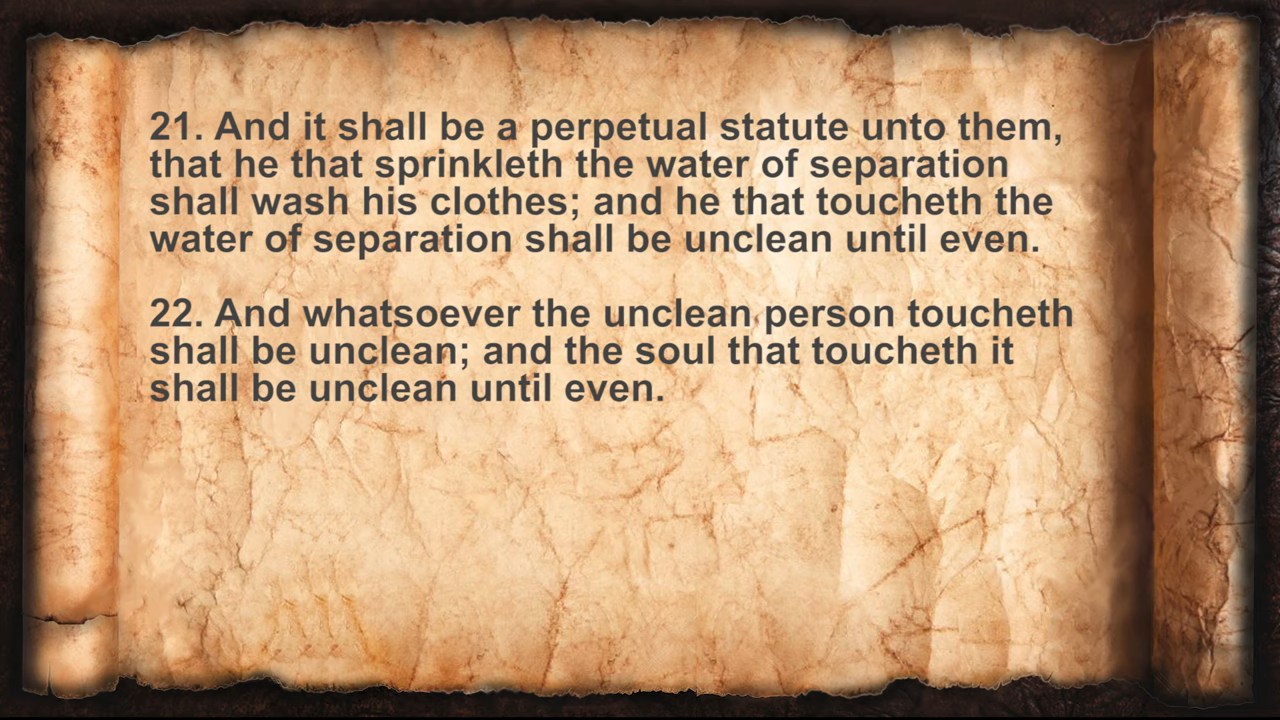 21. And it shall be a perpetual statute unto them,
that he that sprinkleth the water of separation
shall wash his clothes; and he that toucheth the
water of separation shall be unclean until even.
22. And whatsoever the unclean person toucheth
shall be unclean; and the soul that toucheth it
shall be unclean until even.